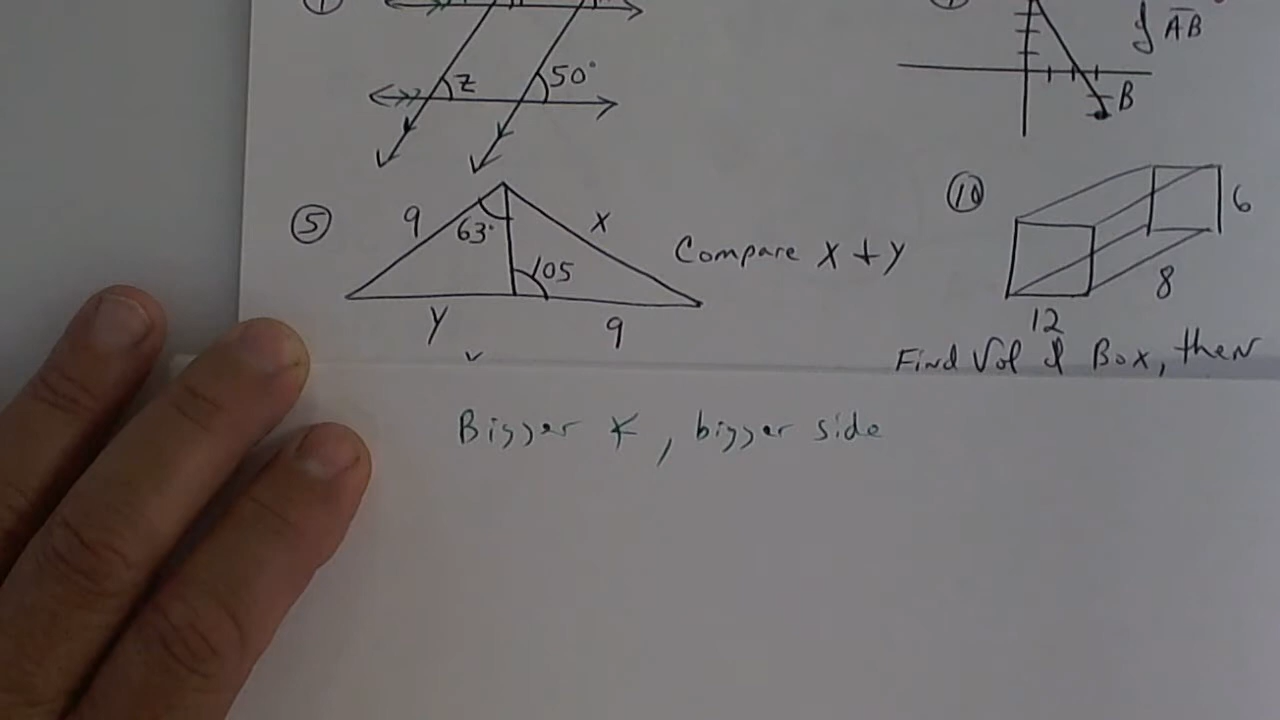 z
50°
AB
B
⑤
9
63°
x
105
y
9
Compare x + y
⑩
6
8
12
Find Vol of Box, then
Bigger ∡, bigger side